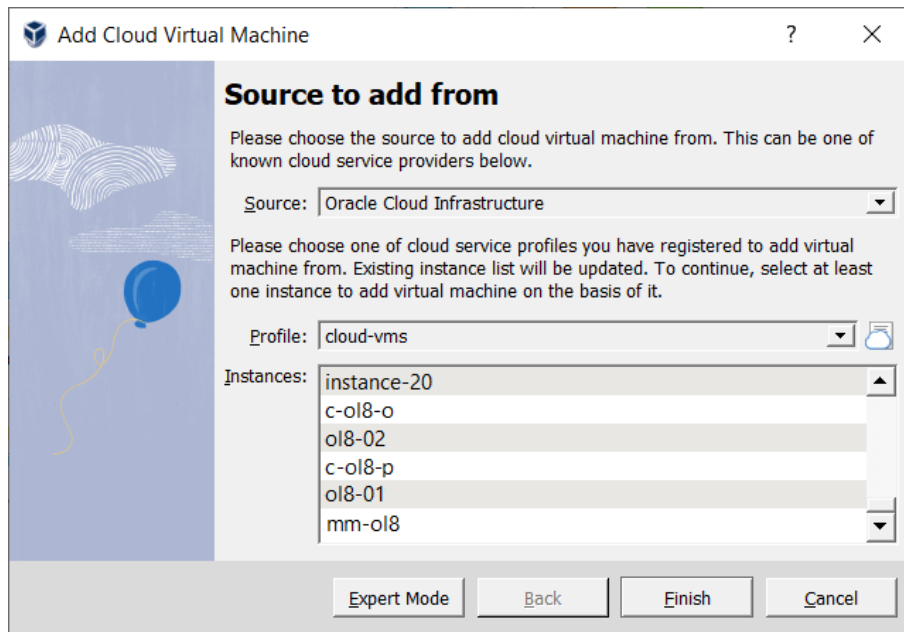 Add Cloud Virtual Machine
?
Source to add from
Please choose the source to add cloud virtual machine from. This can be one of
known cloud service providers below.
Source: Oracle Cloud Infrastructure
Please choose one of cloud service profiles you have registered to add virtual
machine from. Existing instance list will be updated. To continue, select at least
one instance to add virtual machine on the basis of it.
Profile: cloud-vms
Instances: instance-20
c-ol8-o
ol8-02
c-ol8-p
ol8-01
mm-ol8
Expert Mode Back Finish Cancel